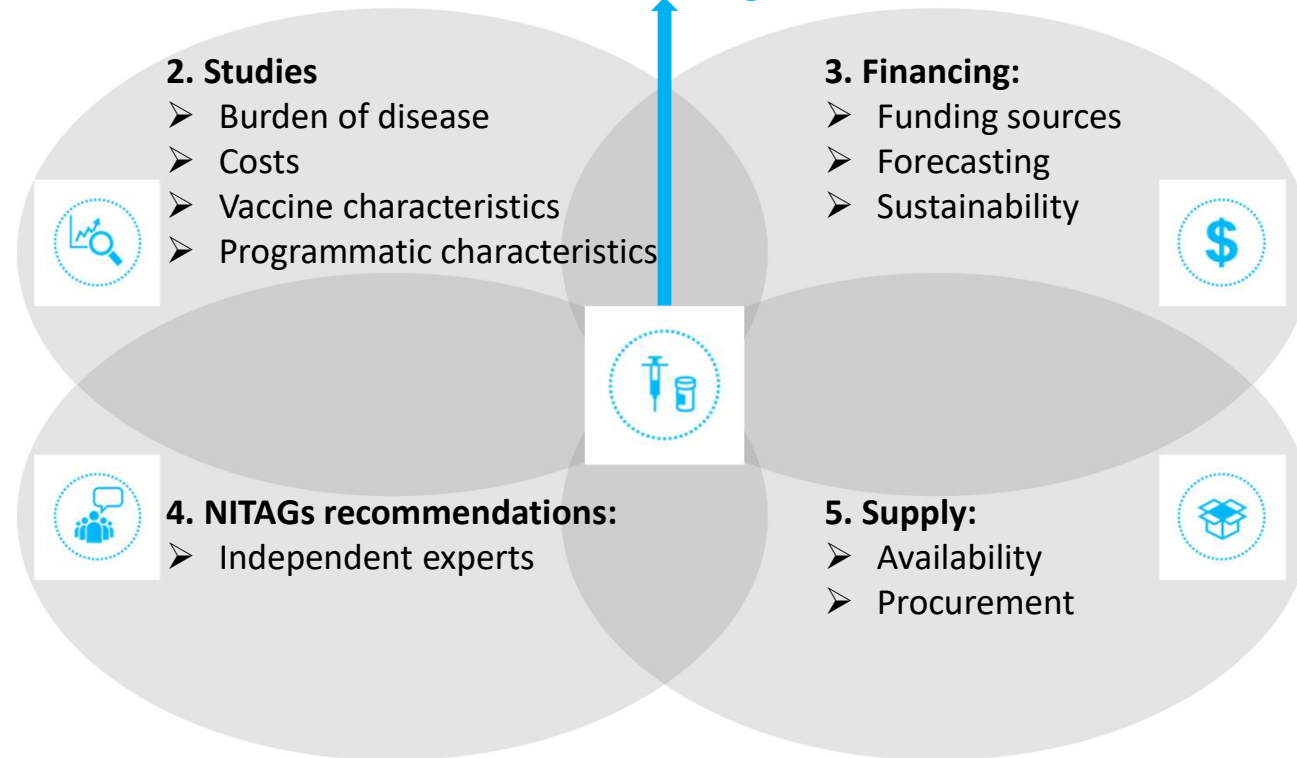 2. Studies
➢ Burden of disease
➢ Costs
➢ Vaccine characteristics
➢ Programmatic characteristics
3. Financing:
➢ Funding sources
➢ Forecasting
➢ Sustainability
$
4. NITAGs recommendations:
➢ Independent experts
5. Supply:
➢ Availability
➢ Procurement